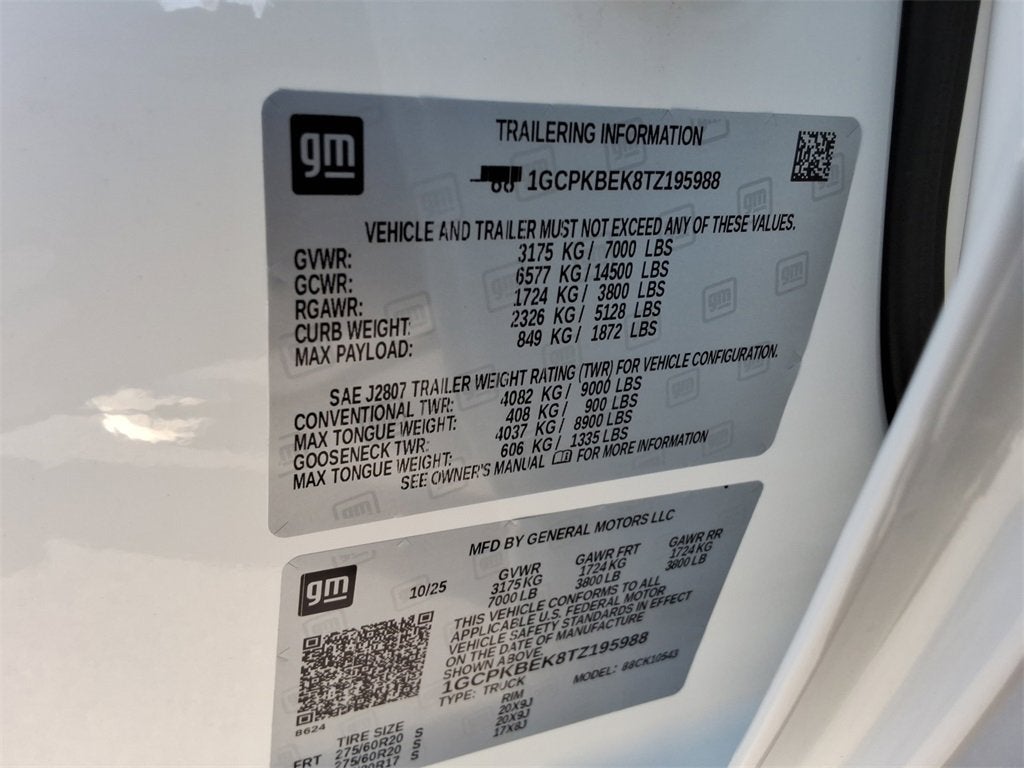 gm
TRAILERING INFORMATION
1GCPKBEK8TZ195988
VEHICLE AND TRAILER MUST NOT EXCEED ANY OF THESE VALUES.
GVWR: 3175 KG / 7000 LBS
GCWR: 6577 KG / 14500 LBS
RGAWR: 1724 KG / 3800 LBS
CURB WEIGHT: 2326 KG / 5128 LBS
MAX PAYLOAD: 849 KG / 1872 LBS
SAE J2807 TRAILER WEIGHT RATING (TWR) FOR VEHICLE CONFIGURATION.
CONVENTIONAL TWR: 4082 KG / 9000 LBS
MAX TONGUE WEIGHT: 408 KG / 900 LBS
GOOSENECK TWR: 4037 KG / 8900 LBS
MAX TONGUE WEIGHT: 606 KG / 1335 LBS
SEE OWNER'S MANUAL FOR MORE INFORMATION
gm
MFD BY GENERAL MOTORS LLC
10/25 GVWR GAWR FRT GAWR RR
3175 KG 1724 KG 1724 KG
7000 LB 3800 LB 3800 LB
THIS VEHICLE CONFORMS TO ALL
APPLICABLE U.S. FEDERAL MOTOR
VEHICLE SAFETY STANDARDS IN EFFECT
ON THE DATE OF MANUFACTURE
SHOWN ABOVE.
1GCPKBEK8TZ195988
TYPE: TRUCK MODEL: 88CK10543
8624
TIRE SIZE RIM
FRT 275/60R20 S 20X9J
275/60R20 S 20X9J
S 17X8J